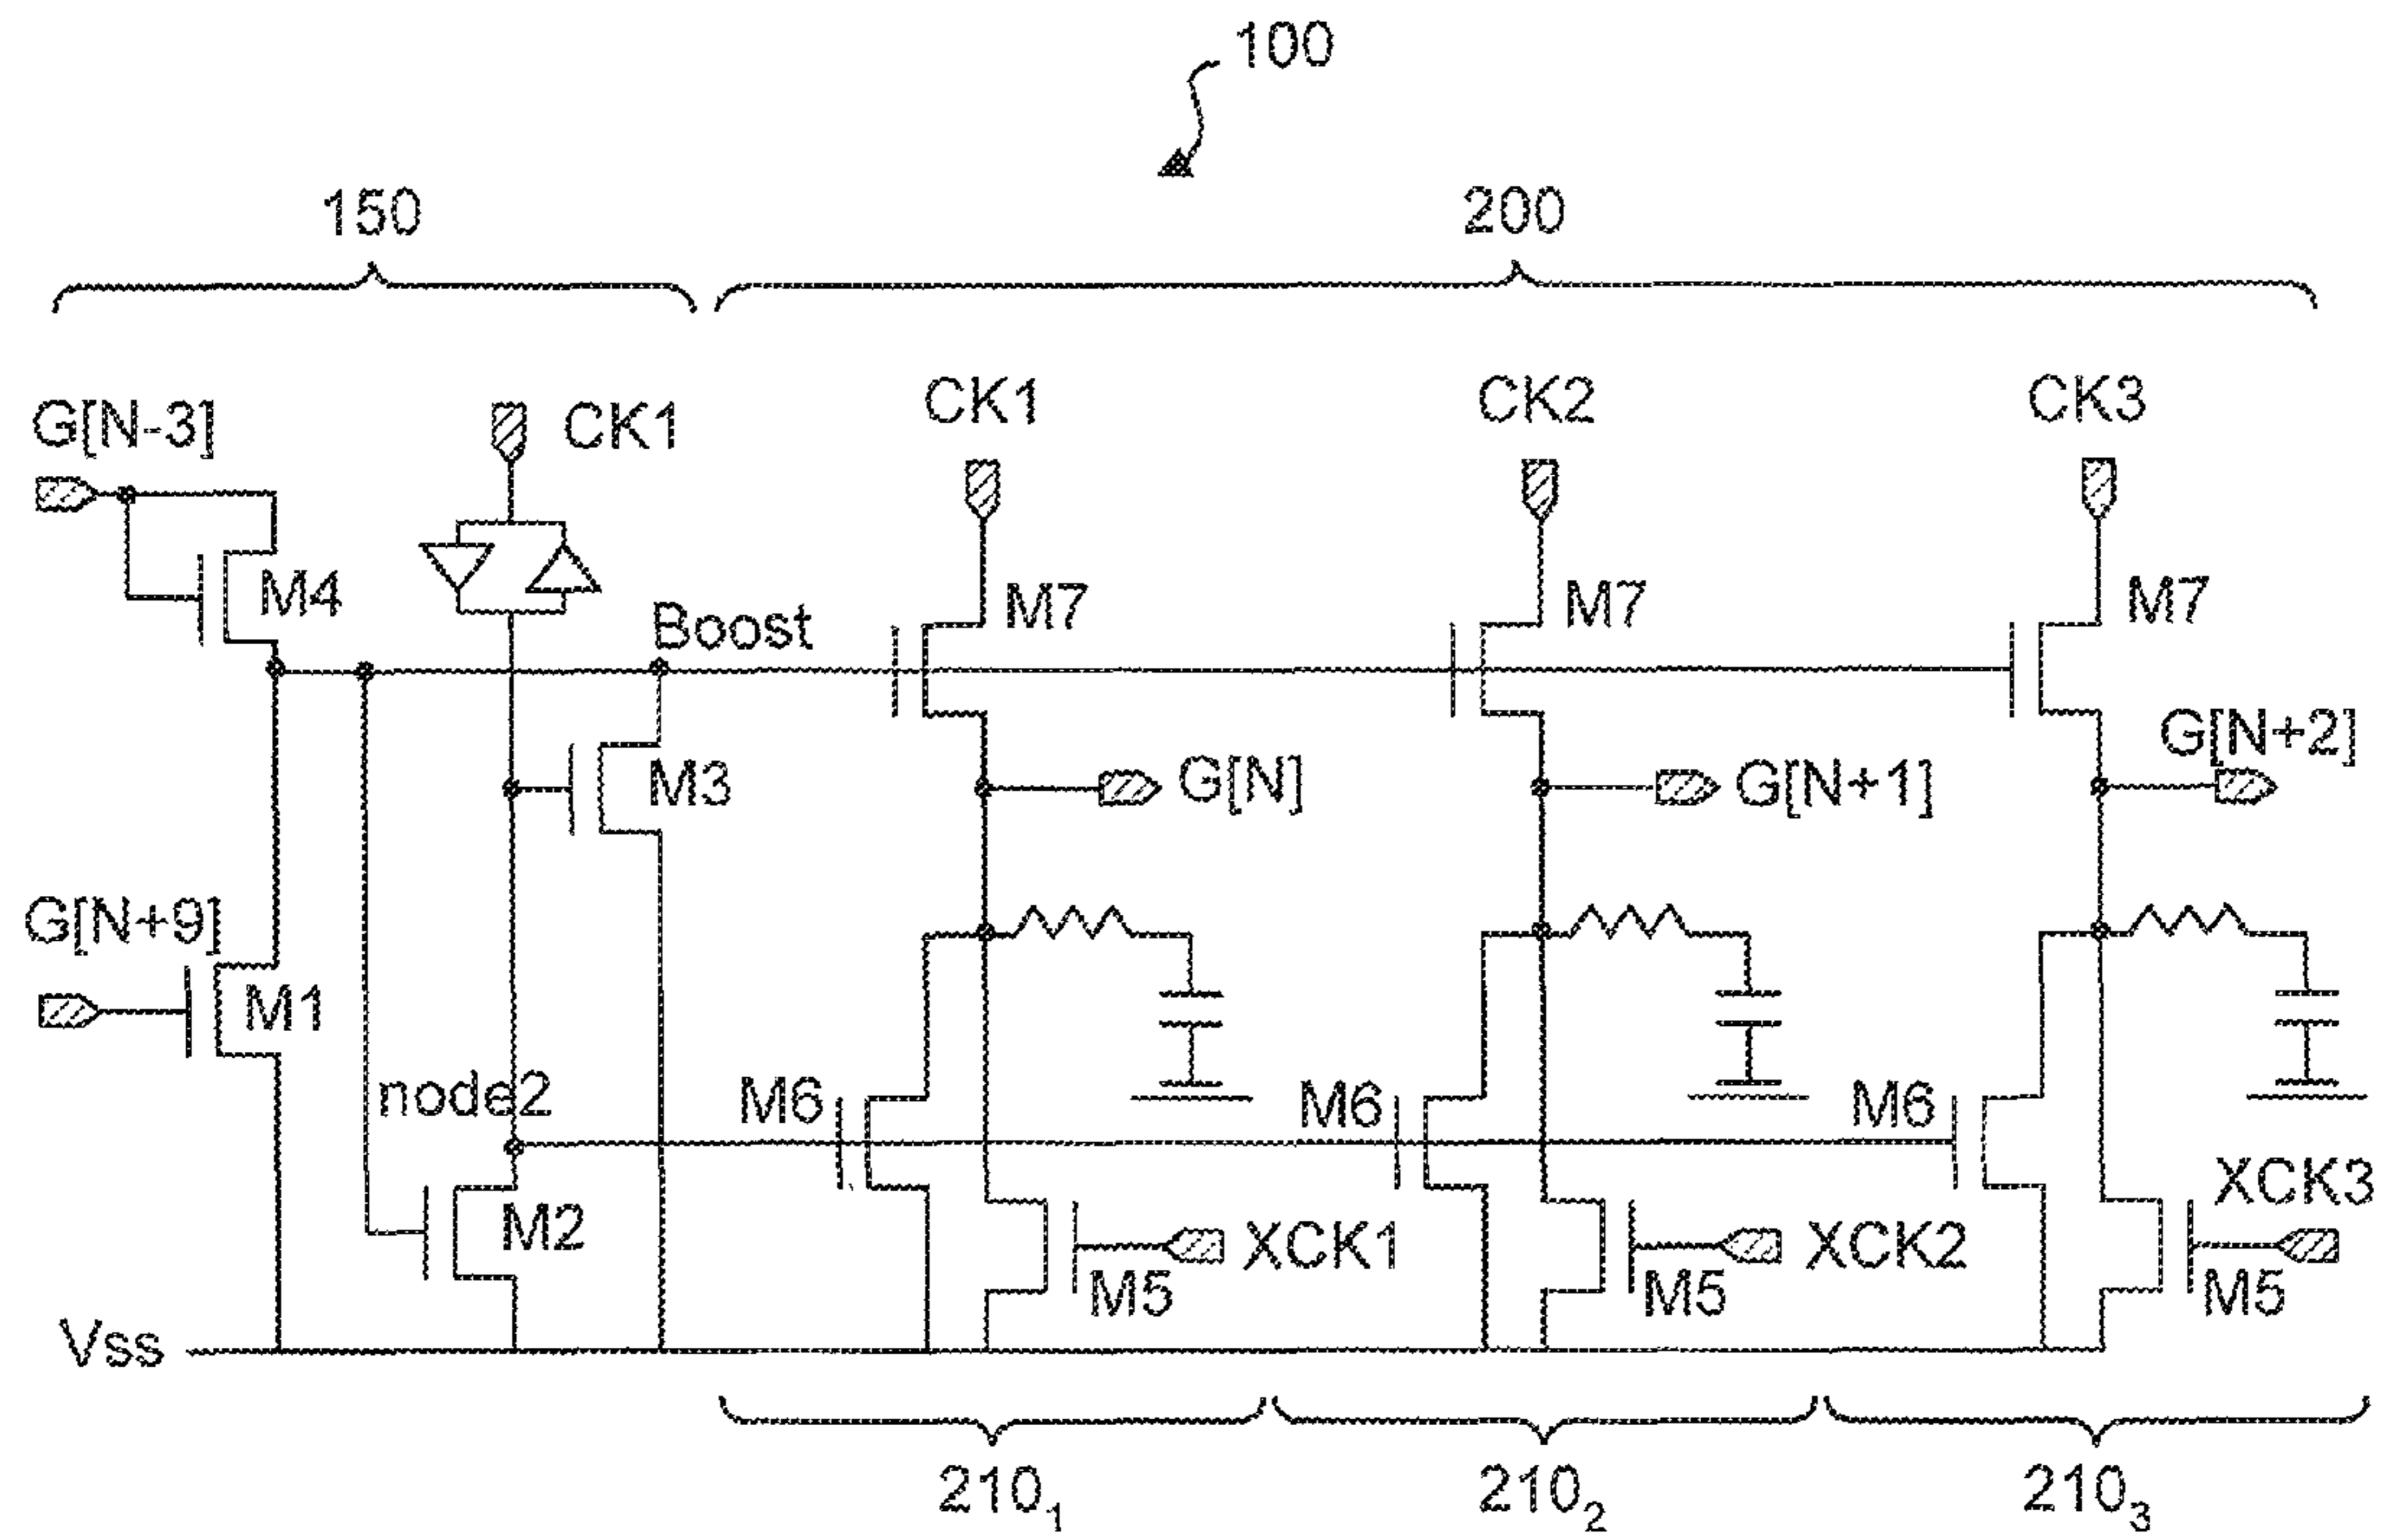 100
150
200
G[N-3]
CK1
CK1
CK2
CK3
M4
Boost
M7
M7
M7
M3
G[N]
G[N+1]
G[N+2]
G[N+9]
M1
node2
M6
M6
M6
M2
XCK1
XCK2
XCK3
M5
M5
M5
Vss
210₁
210₂
210₃